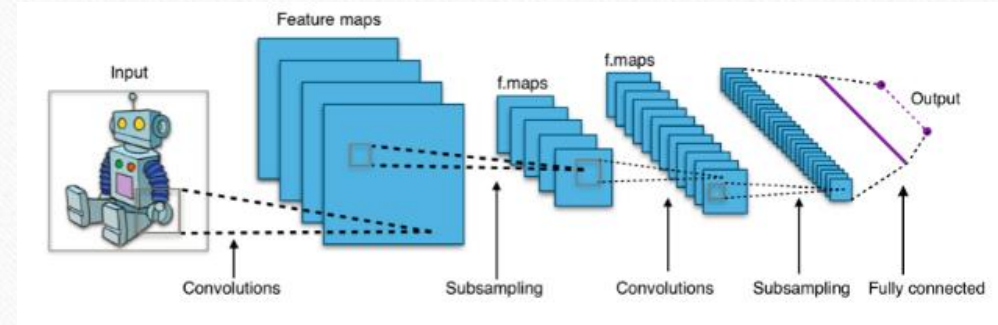 Feature maps
Input
f.maps
f.maps
Output
Convolutions
Subsampling
Convolutions
Subsampling
Fully connected